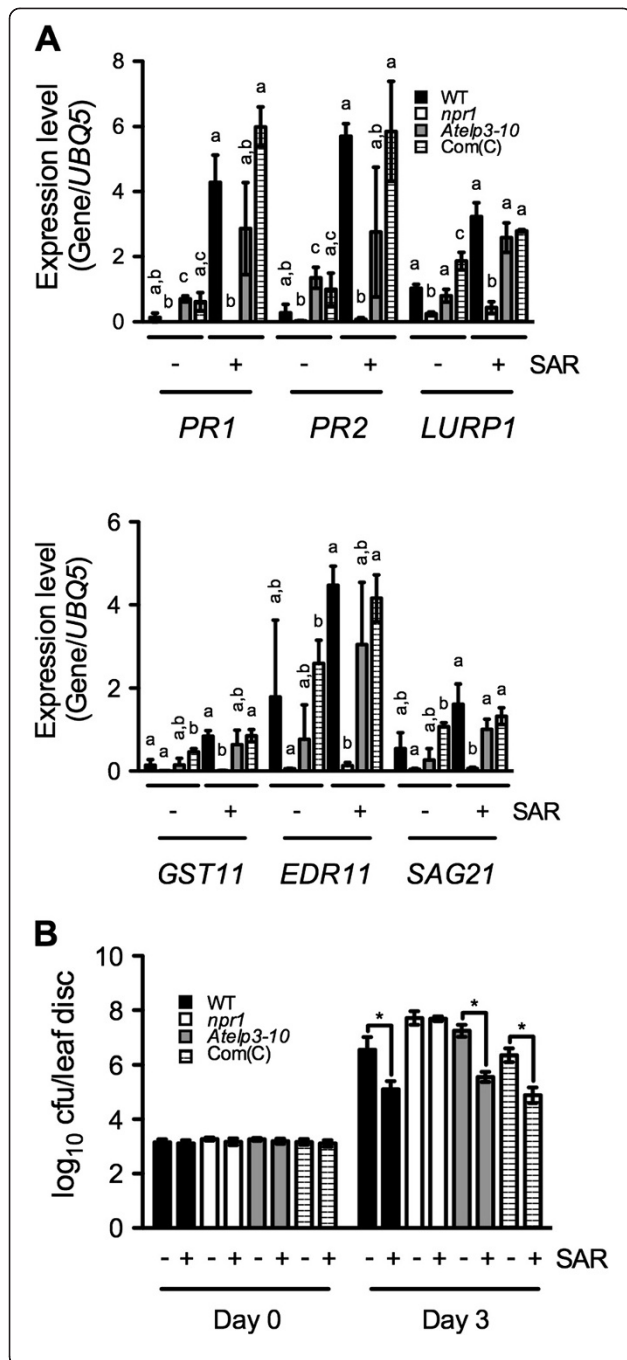 A
Expression level
(Gene/UBQ5)
8
6
4
2
0
WT
npr1
Atelp3-10
Com(C)
a,b b c a,c a b a,b a
a,b b c a,c a b a,b a
a b a c a b a a
- + - + - + SAR
PR1 PR2 LURP1
Expression level
(Gene/UBQ5)
6
4
2
0
a a a,b b a b a,b a
a,b a a,b b a b a,b a
a,b a a,b b a b a a
- + - + - + SAR
GST11 EDR11 SAG21
B
log10 cfu/leaf disc
10
8
6
4
2
0
WT
npr1
Atelp3-10
Com(C)
* * *
- + - + - + - + - + - + - + - + SAR
Day 0 Day 3